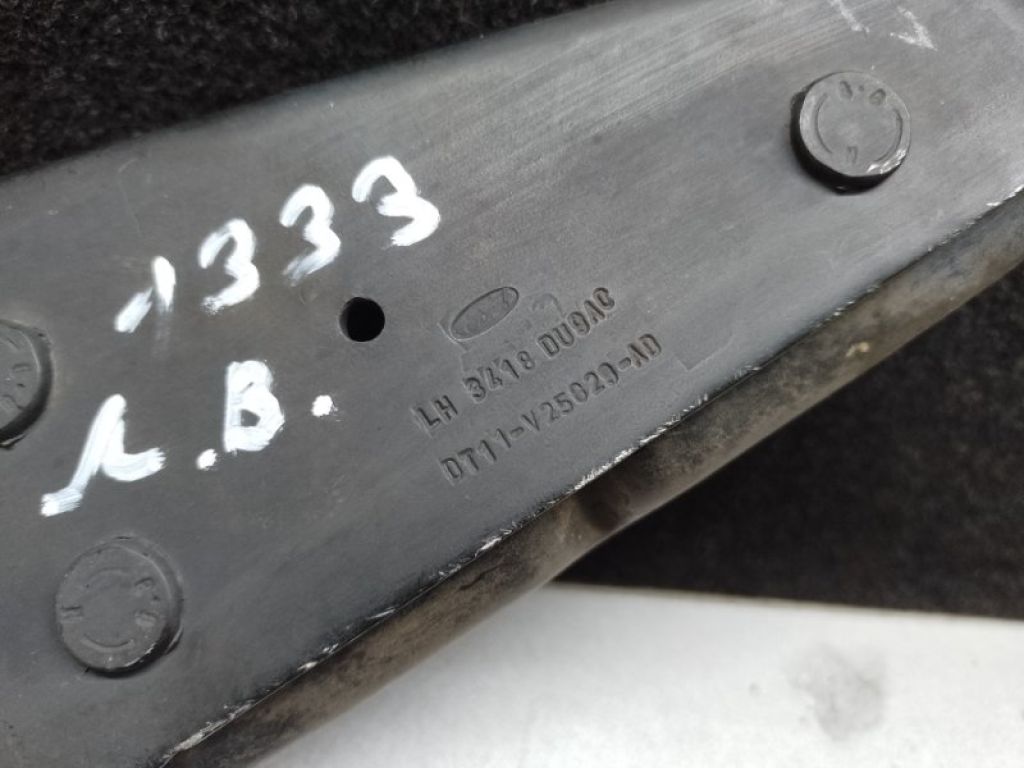 1333
Л.В.
LH 3418 DU9AC
DT11-V25029-AD